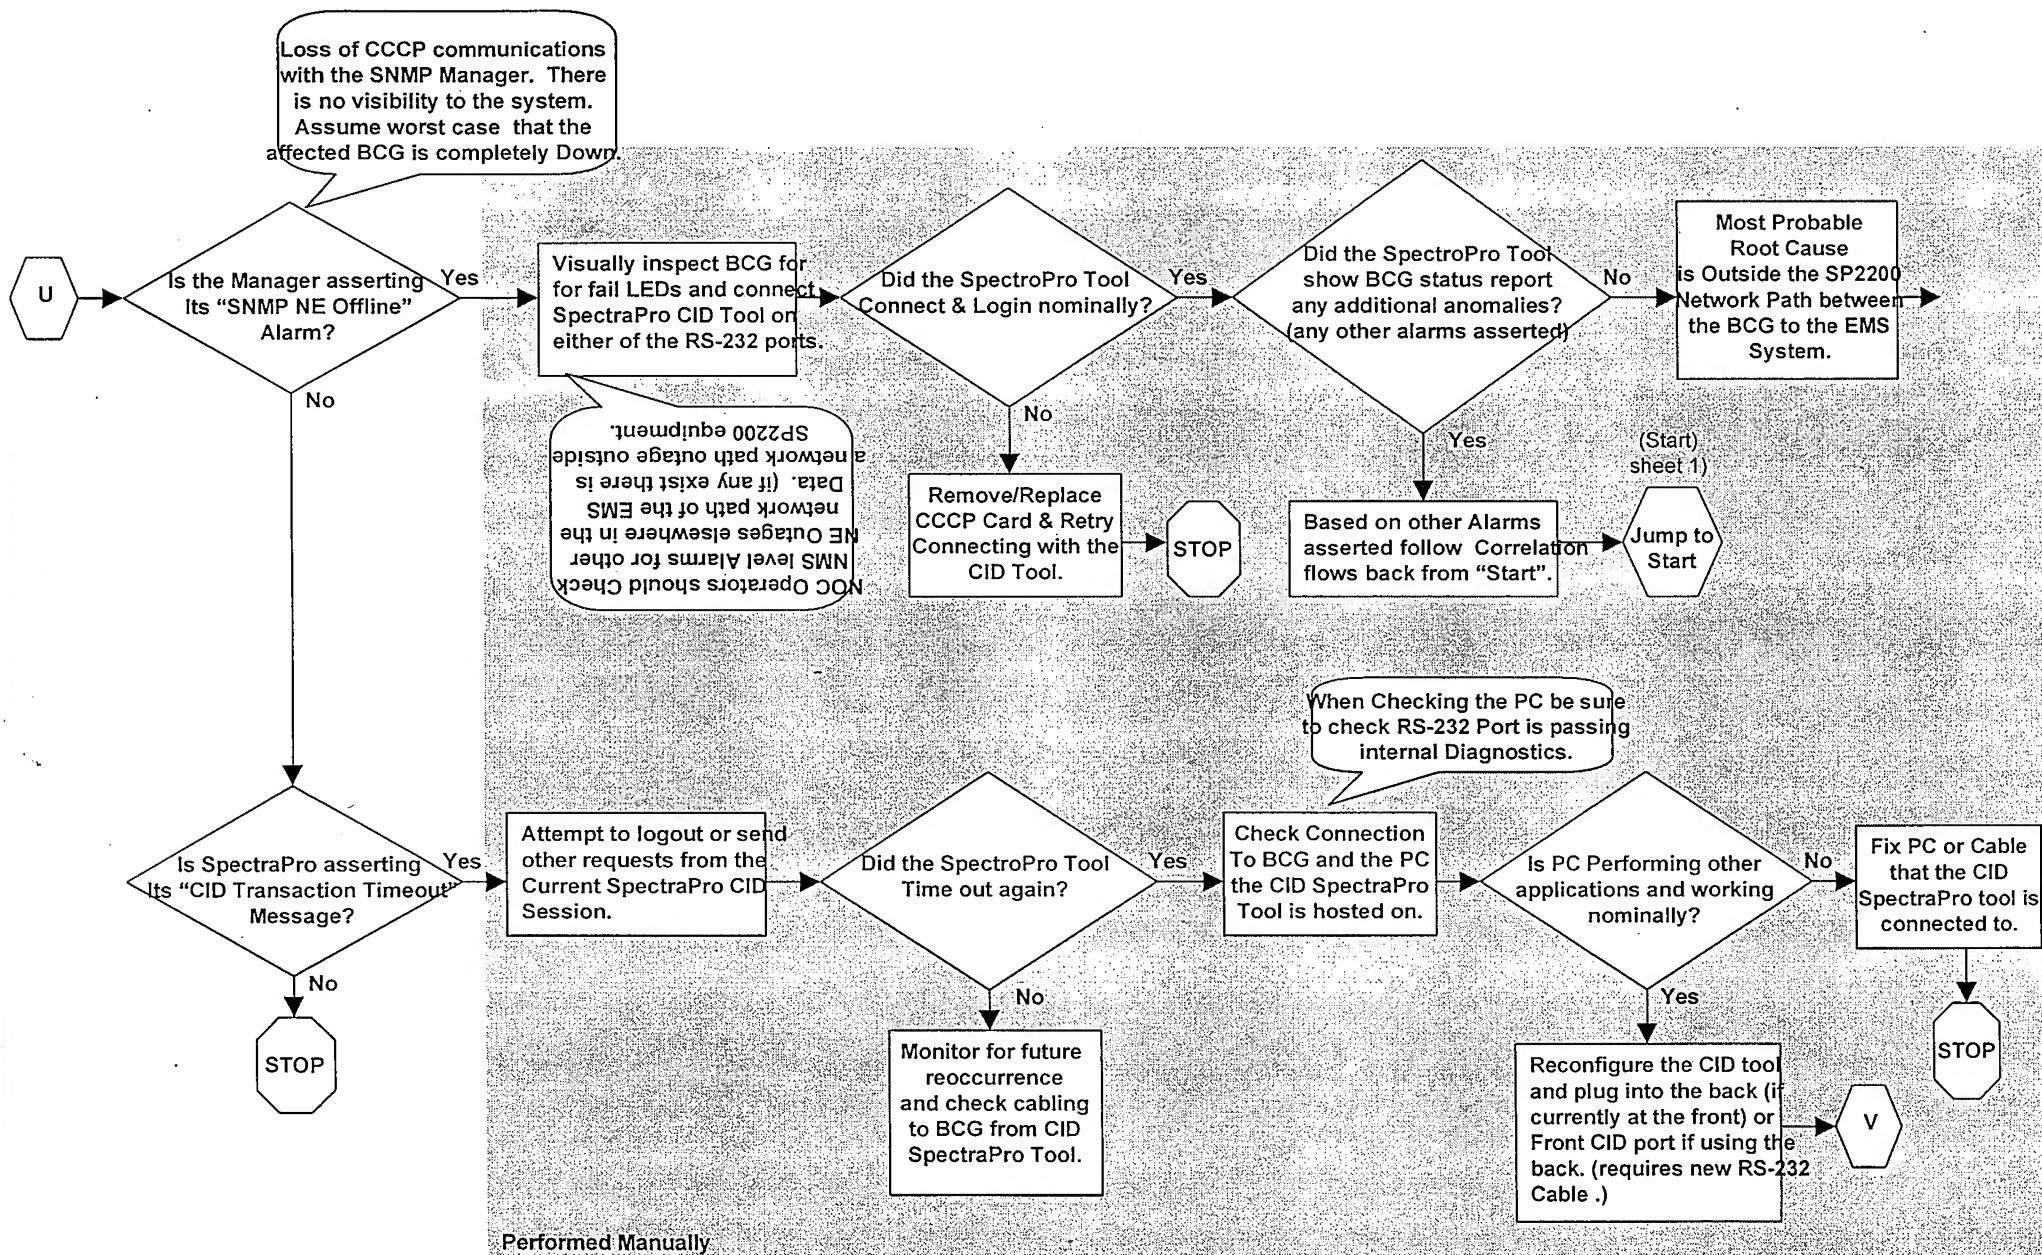 Loss of CCCP communications
with the SNMP Manager. There
is no visibility to the system.
Assume worst case that the
affected BCG is completely Down.
U
Is the Manager asserting
Its “SNMP NE Offline”
Alarm?
Yes
No
Visually inspect BCG for
for fail LEDs and connect
SpectraPro CID Tool on
either of the RS-232 ports.
NOC Operators should Check
NMS level Alarms for other
NE Outages elsewhere in the
network path of the EMS
Data. (if any exist there is
a network path outage outside
SP2200 equipment.
Did the SpectroPro Tool
Connect & Login nominally?
Yes
No
Remove/Replace
CCCP Card & Retry
Connecting with the
CID Tool.
STOP
Did the SpectroPro Tool
show BCG status report
any additional anomalies?
(any other alarms asserted)
No
Yes
Most Probable
Root Cause
is Outside the SP2200
Network Path between
the BCG to the EMS
System.
Based on other Alarms
asserted follow Correlation
flows back from “Start”.
(Start)
sheet 1)
Jump to
Start
Is SpectraPro asserting
Its “CID Transaction Timeout”
Message?
Yes
No
STOP
Attempt to logout or send
other requests from the
Current SpectraPro CID
Session.
Did the SpectroPro Tool
Time out again?
Yes
No
Monitor for future
reoccurrence
and check cabling
to BCG from CID
SpectraPro Tool.
When Checking the PC be sure
to check RS-232 Port is passing
internal Diagnostics.
Check Connection
To BCG and the PC
the CID SpectraPro
Tool is hosted on.
Is PC Performing other
applications and working
nominally?
No
Yes
Fix PC or Cable
that the CID
SpectraPro tool is
connected to.
STOP
Reconfigure the CID tool
and plug into the back (if
currently at the front) or
Front CID port if using the
back. (requires new RS-232
Cable .)
V
Performed Manually